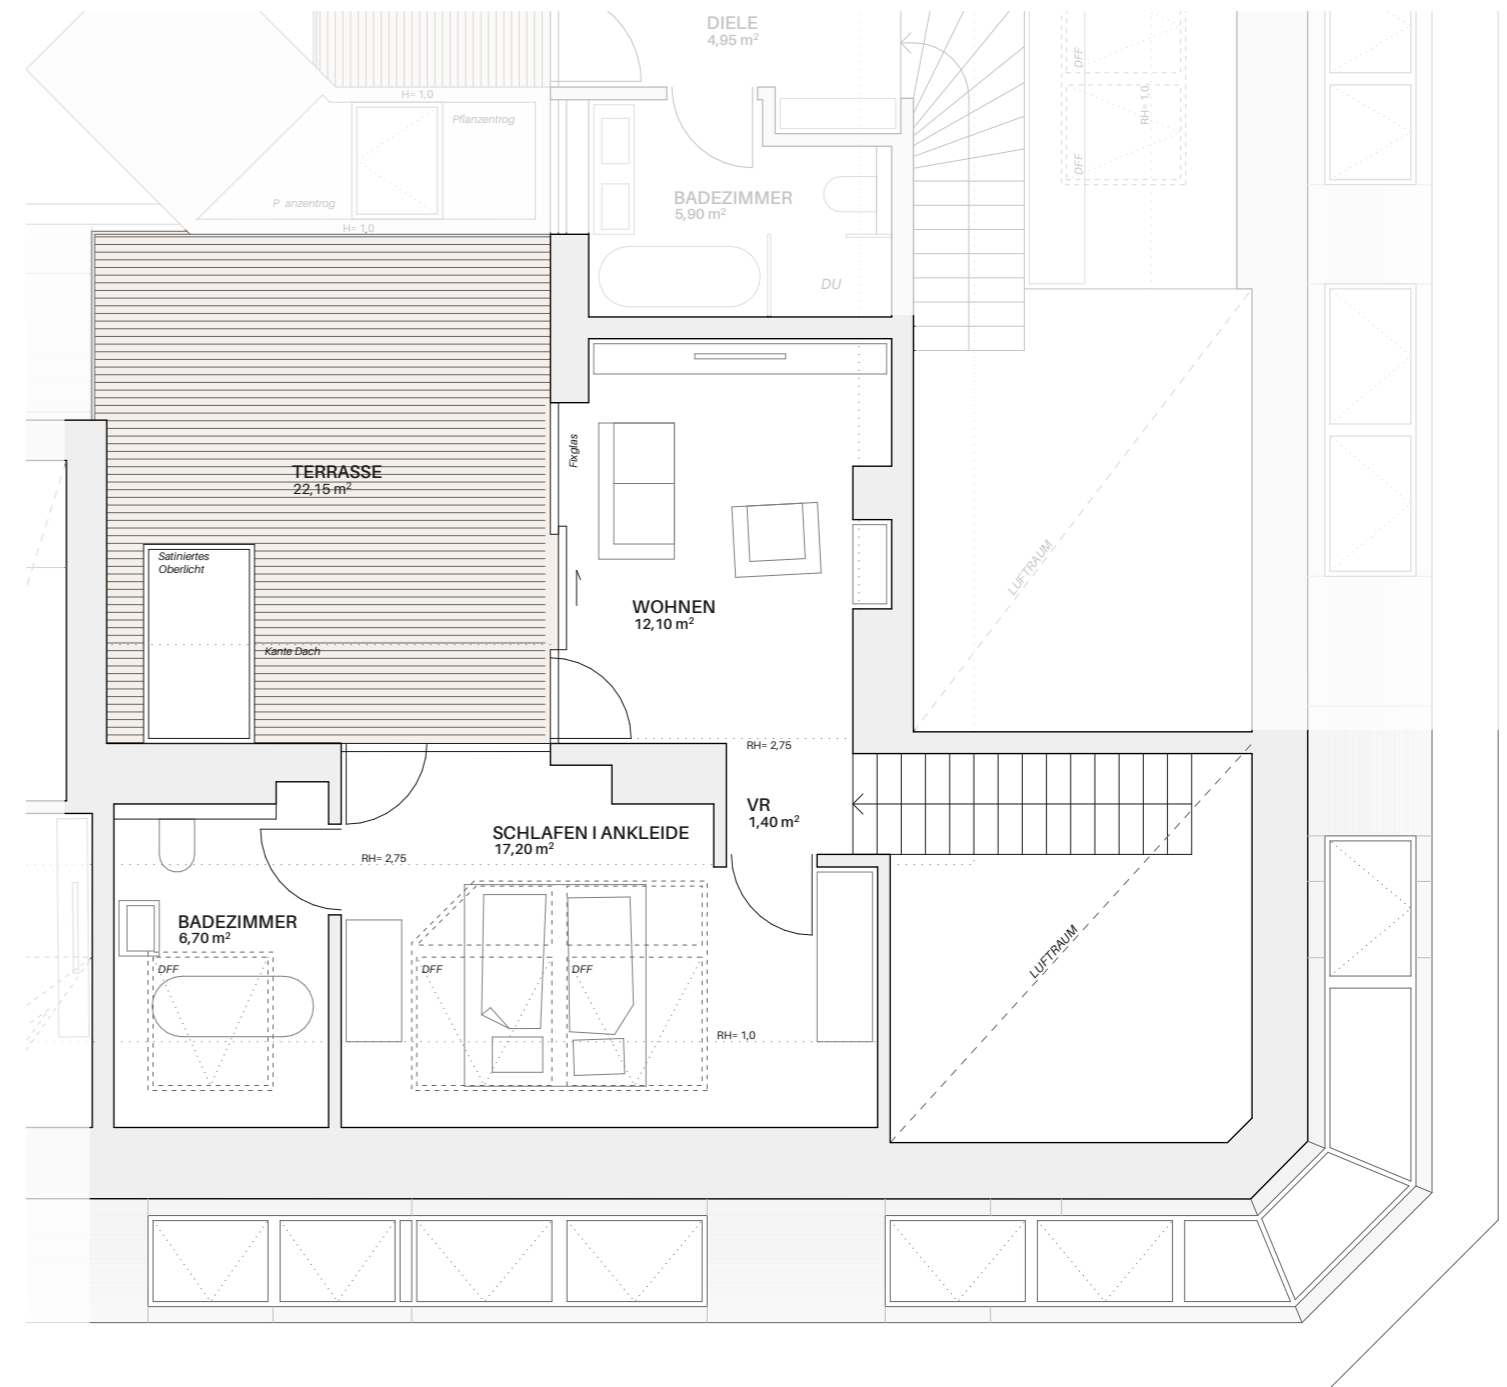 DIELE
4,95 m²
DFF
H= 1,0
RH= 1,0
Pflanzentrog
DFF
BADEZIMMER
5,90 m²
P anzentrog
H= 1,0
DU
Fixglas
TERRASSE
22,15 m²
Satiniertes
Oberlicht
LUFTRAUM
WOHNEN
12,10 m²
Kante Dach
RH= 2,75
VR
1,40 m²
SCHLAFEN I ANKLEIDE
17,20 m²
RH= 2,75
BADEZIMMER
6,70 m²
LUFTRAUM
DFF
DFF
DFF
RH= 1,0